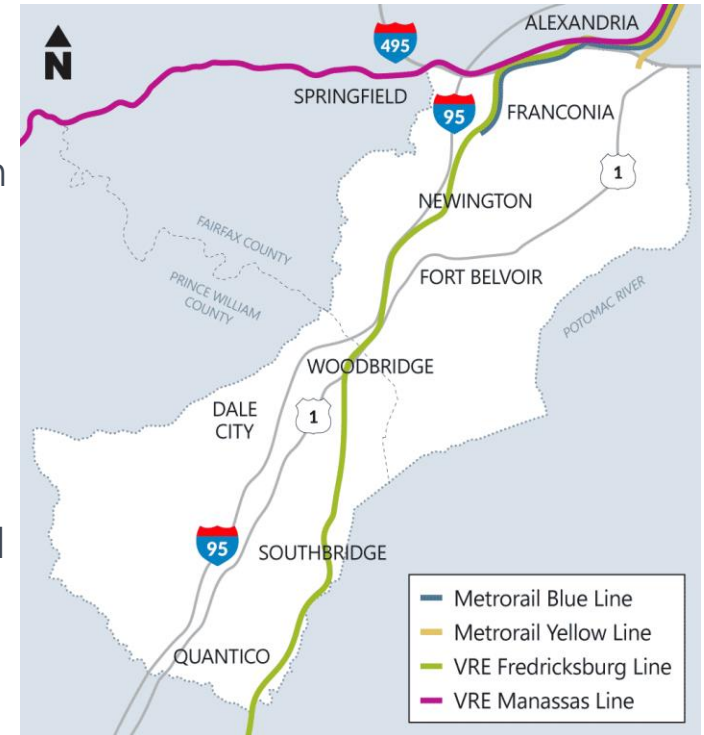 N
ALEXANDRIA
495
SPRINGFIELD
95
FRANCONIA
1
NEWINGTON
FAIRFAX COUNTY
PRINCE WILLIAM
COUNTY
FORT BELVOIR
POTOMAC RIVER
WOODBRIDGE
DALE
CITY
1
95
SOUTHBRIDGE
QUANTICO
Metrorail Blue Line
Metrorail Yellow Line
VRE Fredricksburg Line
VRE Manassas Line